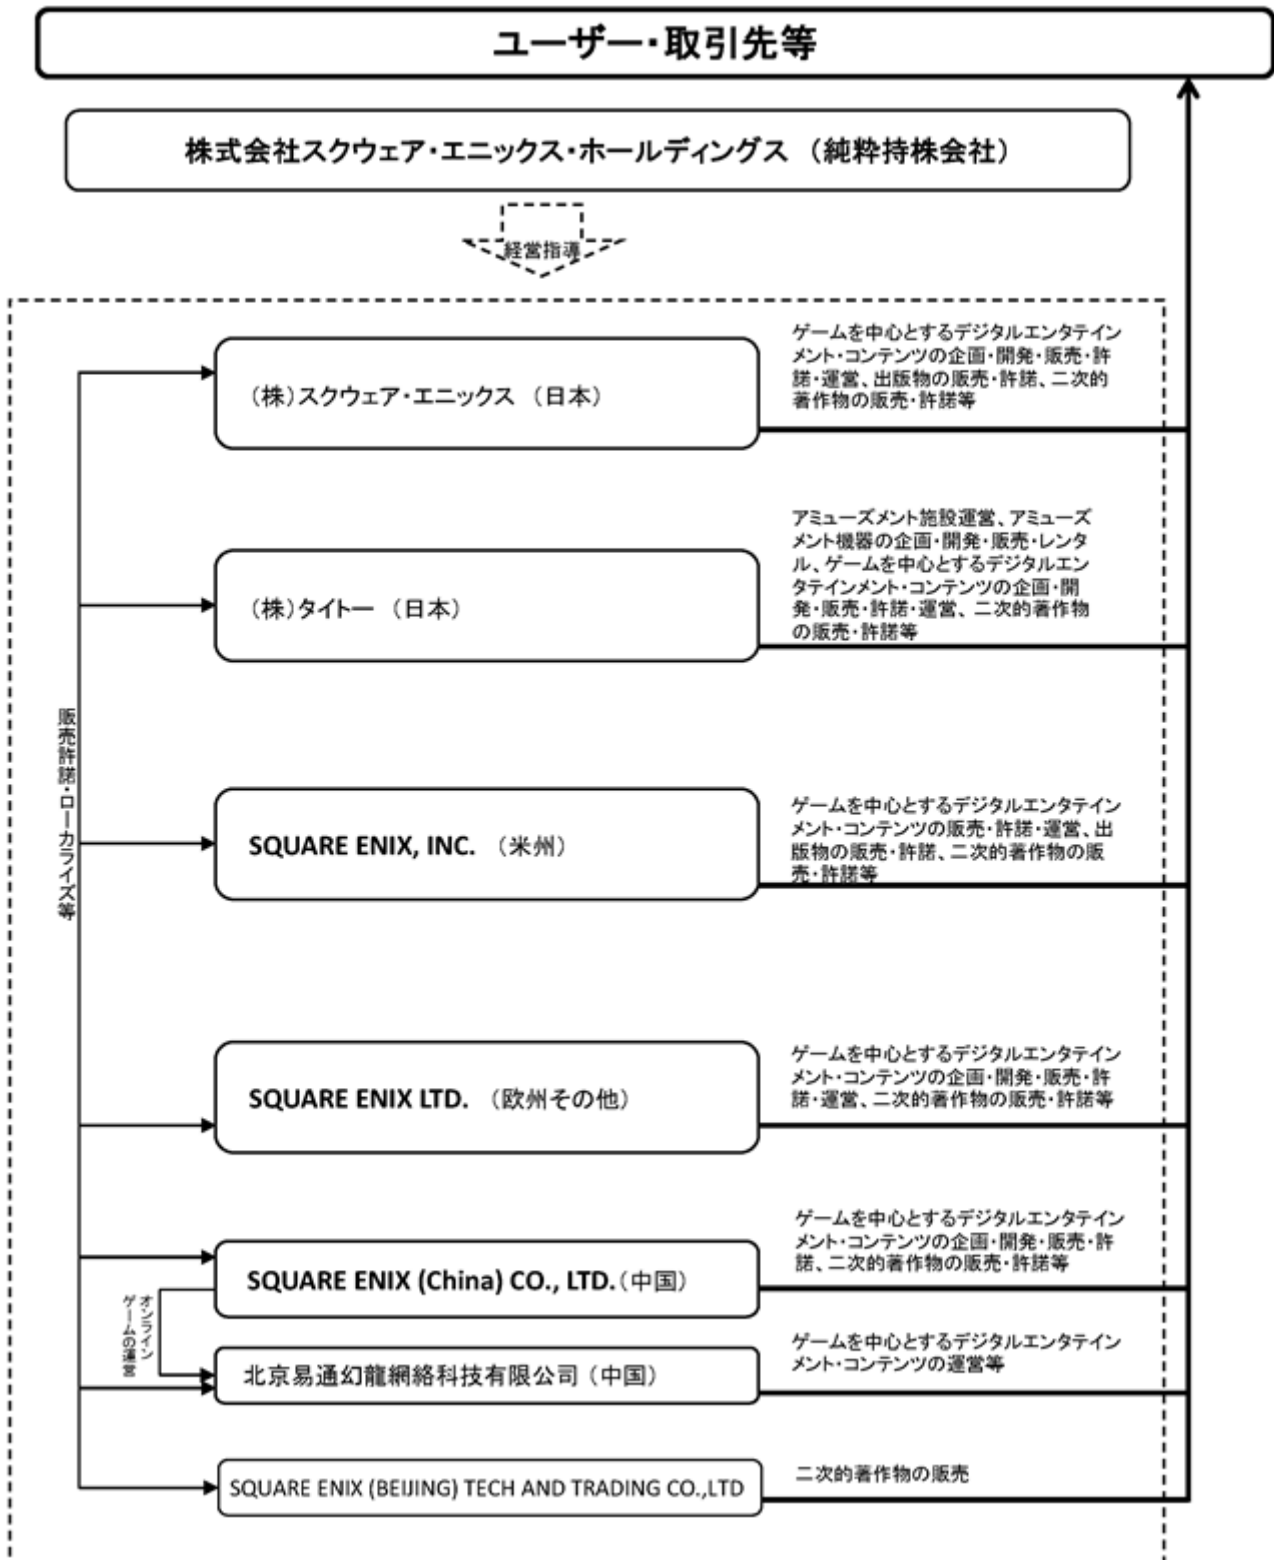 ユーザー・取引先等
株式会社スクウェア・エニックス・ホールディングス （純粋持株会社）
経営指導
販売許諾・ローカライズ等
（株）スクウェア・エニックス （日本）
ゲームを中心とするデジタルエンタテイン
メント・コンテンツの企画・開発・販売・許
諾・運営、出版物の販売・許諾、二次的
著作物の販売・許諾等
（株）タイトー （日本）
アミューズメント施設運営、アミューズ
メント機器の企画・開発・販売・レンタ
ル、ゲームを中心とするデジタルエン
タテインメント・コンテンツの企画・開
発・販売・許諾・運営、二次的著作物
の販売・許諾等
SQUARE ENIX, INC. （米州）
ゲームを中心とするデジタルエンタテイン
メント・コンテンツの販売・許諾・運営、出
版物の販売・許諾、二次的著作物の販
売・許諾等
SQUARE ENIX LTD. （欧州その他）
ゲームを中心とするデジタルエンタテイン
メント・コンテンツの企画・開発・販売・許
諾・運営、二次的著作物の販売・許諾等
SQUARE ENIX (China) CO., LTD.（中国）
ゲームを中心とするデジタルエンタテイン
メント・コンテンツの企画・開発・販売・許
諾、二次的著作物の販売・許諾等
オンライン
ゲームの運営
北京易通幻龍網絡科技有限公司（中国）
ゲームを中心とするデジタルエンタテイン
メント・コンテンツの運営等
SQUARE ENIX (BEIJING) TECH AND TRADING CO.,LTD
二次的著作物の販売